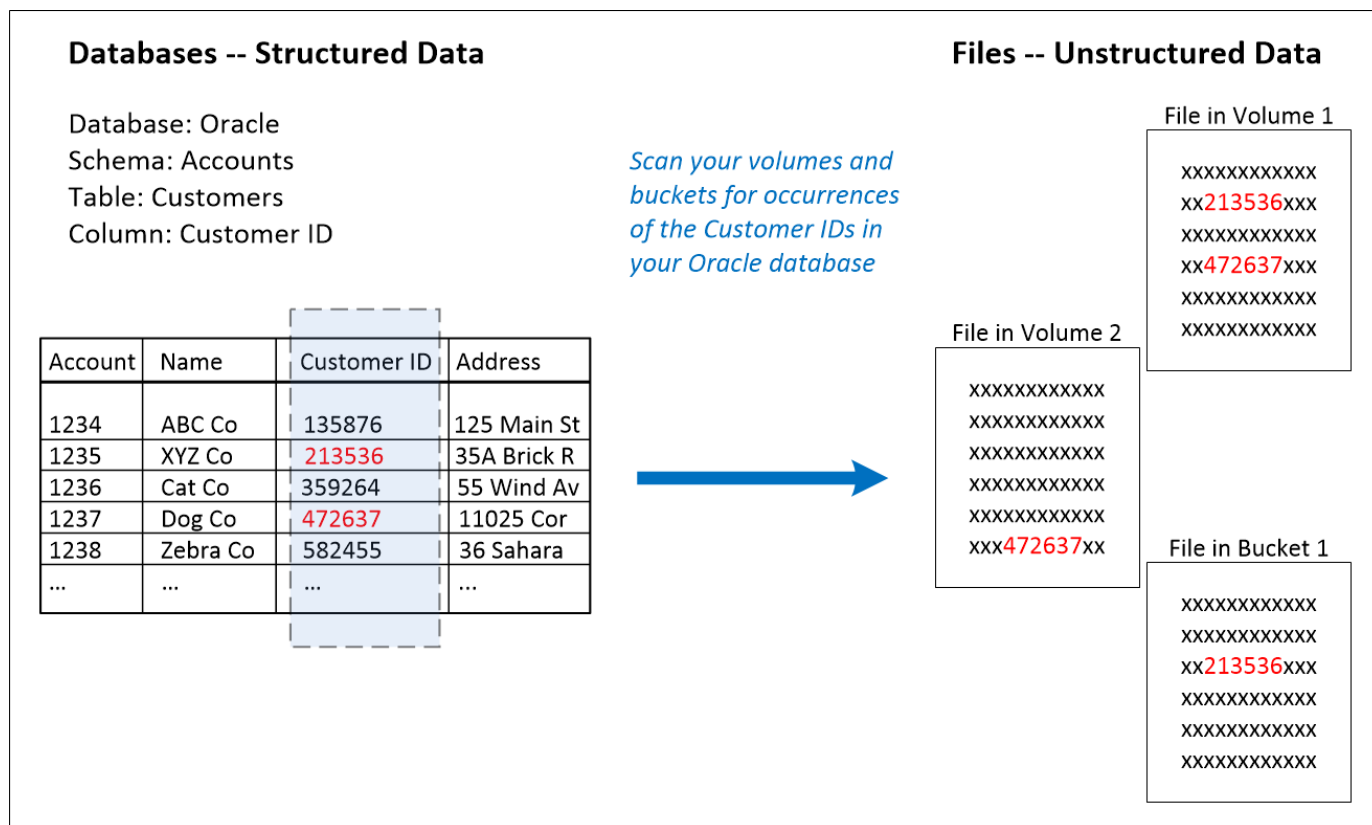 Databases -- Structured Data
Database: Oracle
Schema: Accounts
Table: Customers
Column: Customer ID
Account Name Customer ID Address
1234 ABC Co 135876 125 Main St
1235 XYZ Co 213536 35A Brick R
1236 Cat Co 359264 55 Wind Av
1237 Dog Co 472637 11025 Cor
1238 Zebra Co 582455 36 Sahara
... ... ... ...
Scan your volumes and
buckets for occurrences
of the Customer IDs in
your Oracle database
Files -- Unstructured Data
File in Volume 1
xxxxxxxxxxxx
xx213536xxx
xxxxxxxxxxxx
xx472637xxx
xxxxxxxxxxxx
xxxxxxxxxxxx
File in Volume 2
xxxxxxxxxxxx
xxxxxxxxxxxx
xxxxxxxxxxxx
xxxxxxxxxxxx
xxxxxxxxxxxx
xxx472637xx
File in Bucket 1
xxxxxxxxxxxx
xxxxxxxxxxxx
xx213536xxx
xxxxxxxxxxxx
xxxxxxxxxxxx
xxxxxxxxxxxx